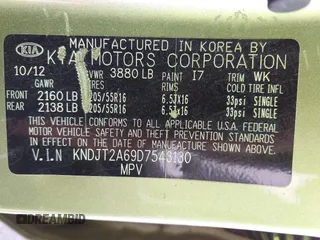 MANUFACTURED IN KOREA BY
KIA KIA MOTORS CORPORATION
10/12 GVWR 3880 LB PAINT I7 TRIM WK
GAWR TIRES RIMS COLD TIRE INFL
FRONT 2160 LB 205/55R16 6.5JX16 33psi SINGLE
REAR 2138 LB 205/55R16 6.5JX16 33psi SINGLE
THIS VEHICLE CONFORMS TO ALL APPLICABLE
FEDERAL MOTOR VEHICLE
SAFETY AND THEFT PREVENTION STANDARDS IN EFFECT
ON THE DATE OF MANUFACTURE SHOWN ABOVE.
V.I.N KNDJT2A69D7543130
MPV
DREAMBID